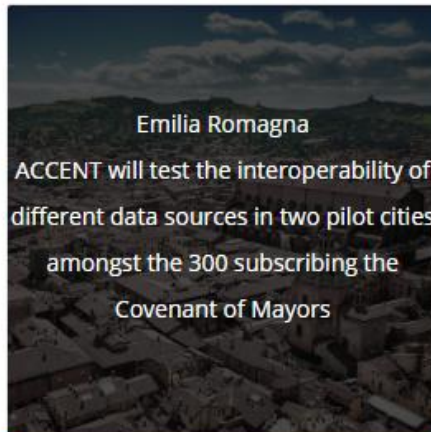 Emilia Romagna
ACCENT will test the interoperability of
different data sources in two pilot cities
amongst the 300 subscribing the
Covenant of Mayors